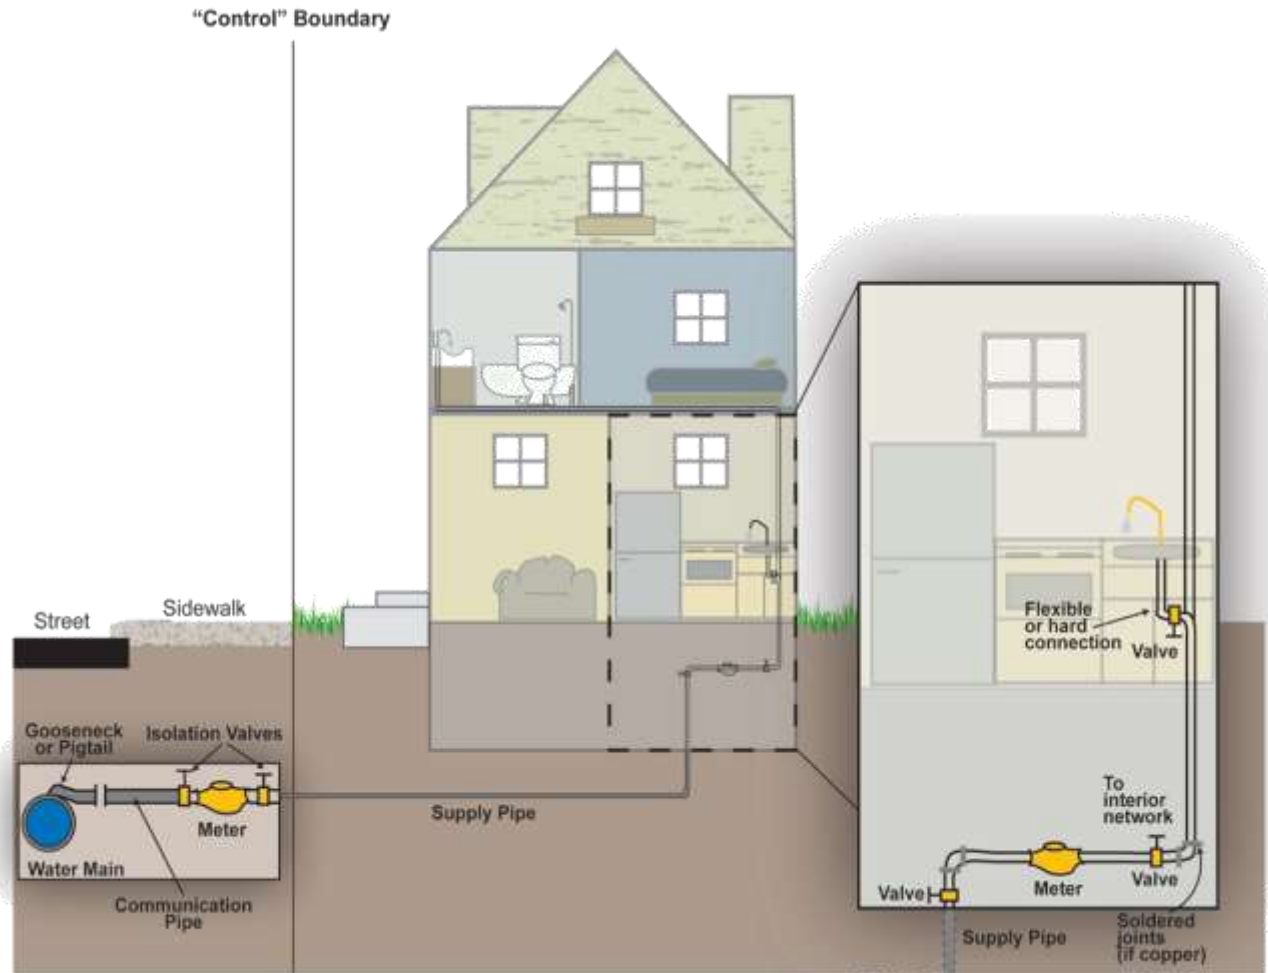 “Control” Boundary
Street
Sidewalk
Gooseneck
or Pigtail
Isolation Valves
Meter
Water Main
Communication
Pipe
Supply Pipe
Flexible
or hard
connection
Valve
To
interior
network
Valve
Meter
Valve
Supply Pipe
Soldered
joints
(if copper)